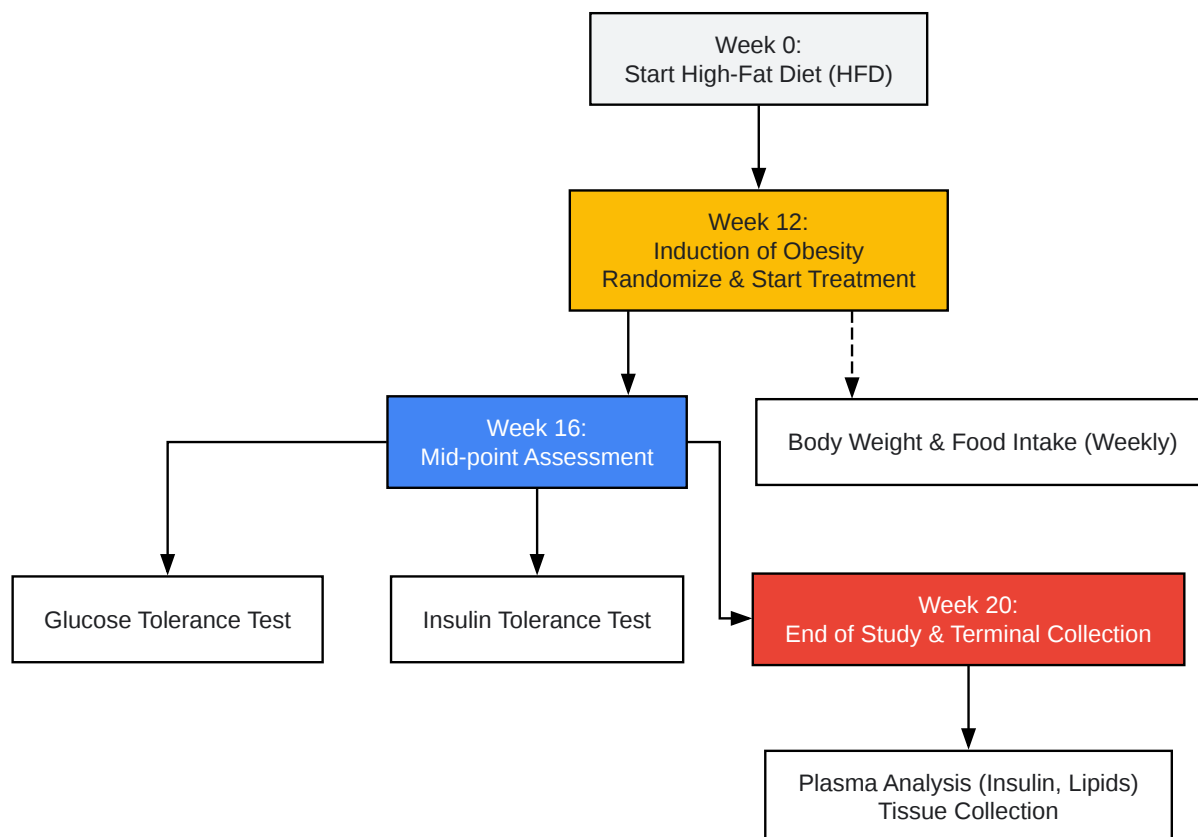 Week 0:
Start High-Fat Diet (HFD)
Week 12:
Induction of Obesity
Randomize & Start Treatment
Week 16:
Mid-point Assessment
Body Weight & Food Intake (Weekly)
Glucose Tolerance Test
Insulin Tolerance Test
Week 20:
End of Study & Terminal Collection
Plasma Analysis (Insulin, Lipids)
Tissue Collection